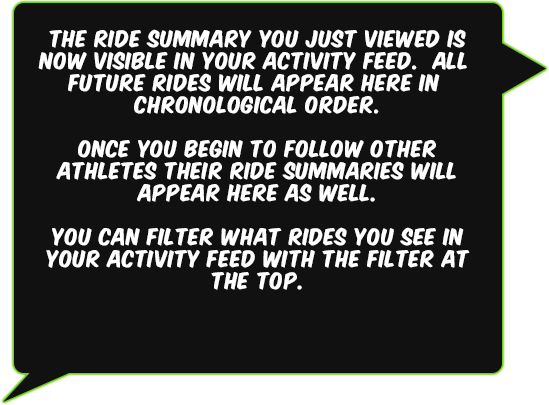 THE RIDE SUMMARY YOU JUST VIEWED IS
NOW VISIBLE IN YOUR ACTIVITY FEED.  ALL
FUTURE RIDES WILL APPEAR HERE IN
CHRONOLOGICAL ORDER.
ONCE YOU BEGIN TO FOLLOW OTHER
ATHLETES THEIR RIDE SUMMARIES WILL
APPEAR HERE AS WELL.
YOU CAN FILTER WHAT RIDES YOU SEE IN
YOUR ACTIVITY FEED WITH THE FILTER AT
THE TOP.